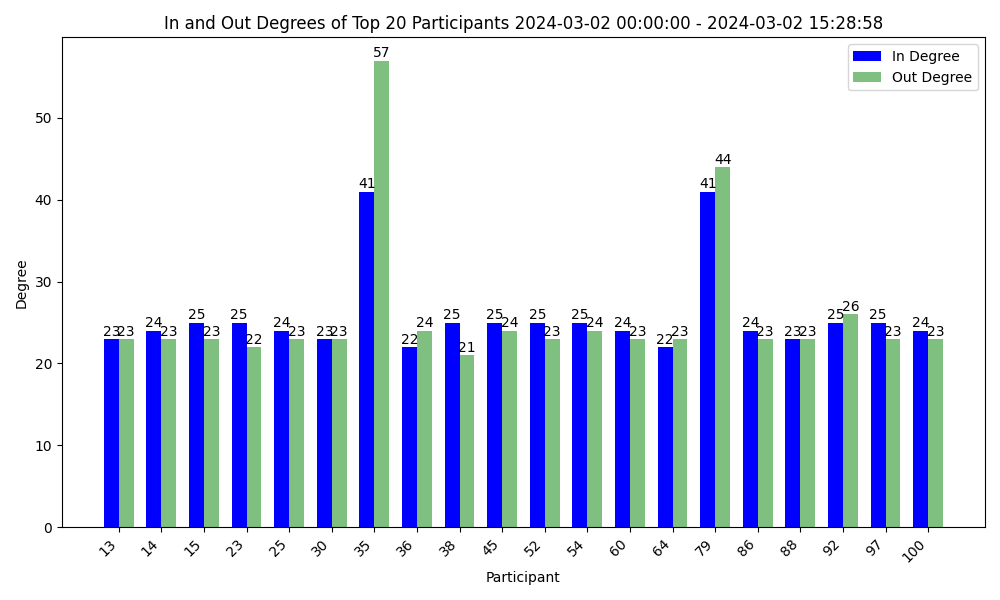 In and Out Degrees of Top 20 Participants 2024-03-02 00:00:00 - 2024-03-02 15:28:58
In Degree
Out Degree
Degree
50
40
30
20
10
0
23 23 24 23 25 23 25 22 24 23 23 23 41 57 22 24 25 21 25 24 25 23 25 24 24 23 22 23 41 44 24 23 23 23 25 26 25 23 24 23
13 14 15 23 25 30 35 36 38 45 52 54 60 64 79 86 88 92 97 100
Participant